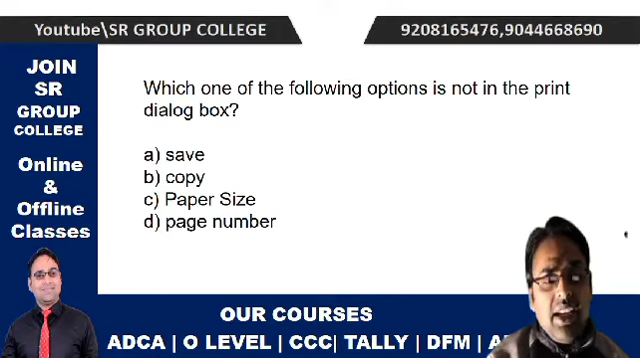 Youtube\SR GROUP COLLEGE
9208165476,9044668690
JOIN
SR
GROUP
COLLEGE
Online
&
Offline
Classes
Which one of the following options is not in the print
dialog box?
a) save
b) copy
c) Paper Size
d) page number
OUR COURSES
ADCA | O LEVEL | CCC| TALLY | DFM |